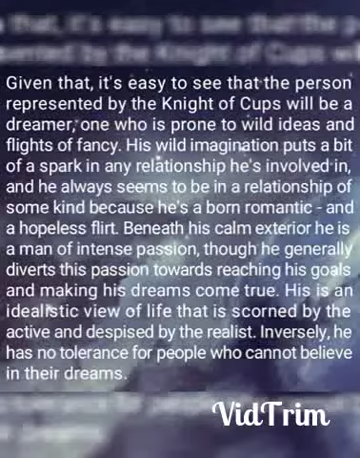 Given that, it's easy to see that the person
represented by the Knight of Cups will be a
dreamer, one who is prone to wild ideas and
flights of fancy. His wild imagination puts a bit
of a spark in any relationship he's involved in,
and he always seems to be in a relationship of
some kind because he's a born romantic - and
a hopeless flirt. Beneath his calm exterior he is
a man of intense passion, though he generally
diverts this passion towards reaching his goals
and making his dreams come true. His is an
idealistic view of life that is scorned by the
active and despised by the realist. Inversely, he
has no tolerance for people who cannot believe
in their dreams.
VidTrim